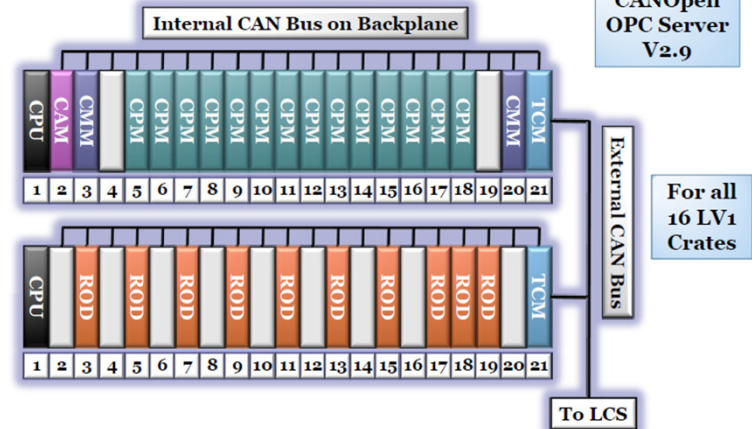 Internal CAN Bus on Backplane
CANOpen
OPC Server
V2.9
CPU CAM CMM CPM CPM CPM CPM CPM CPM CPM CPM CPM CPM CPM CPM CPM CPM CMM TCM
1 2 3 4 5 6 7 8 9 10 11 12 13 14 15 16 17 18 19 20 21
External CAN Bus
For all
16 LV1
Crates
CPU ROD ROD ROD ROD ROD ROD ROD ROD ROD TCM
1 2 3 4 5 6 7 8 9 10 11 12 13 14 15 16 17 18 19 20 21
To LCS